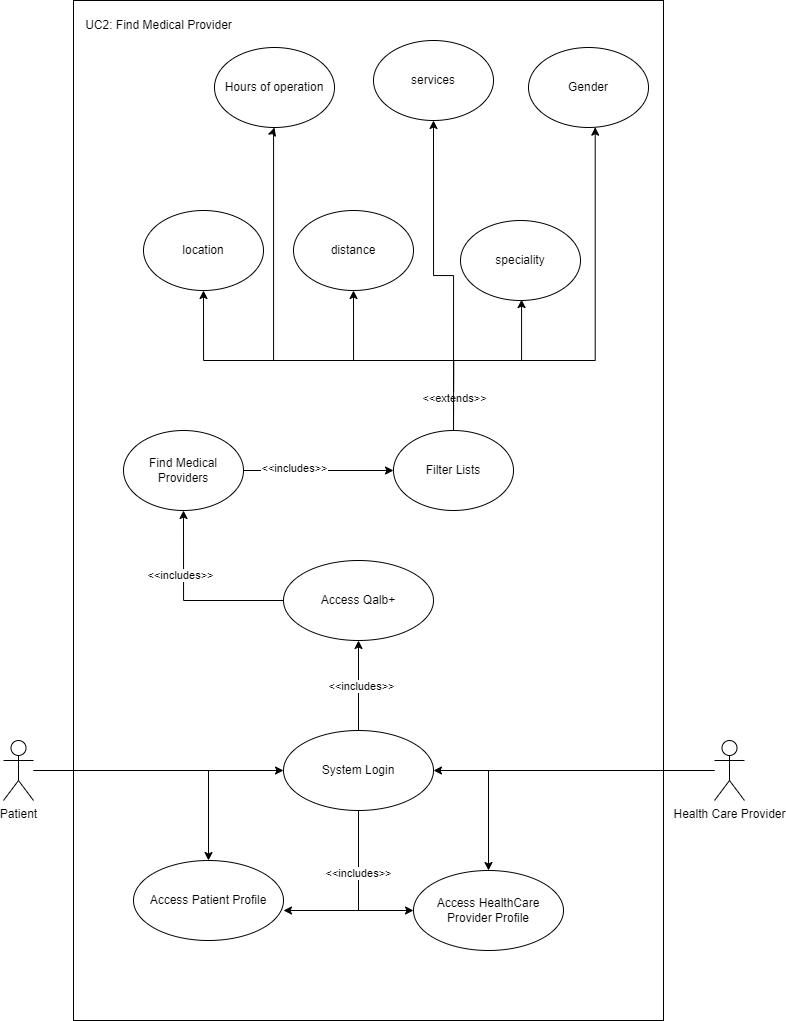 UC2: Find Medical Provider
Hours of operation
services
Gender
location
distance
speciality
<<extends>>
Find Medical
Providers
<<includes>>
Filter Lists
<<includes>>
Access Qalb+
<<includes>>
System Login
Patient
Health Care Provider
<<includes>>
Access Patient Profile
Access HealthCare
Provider Profile